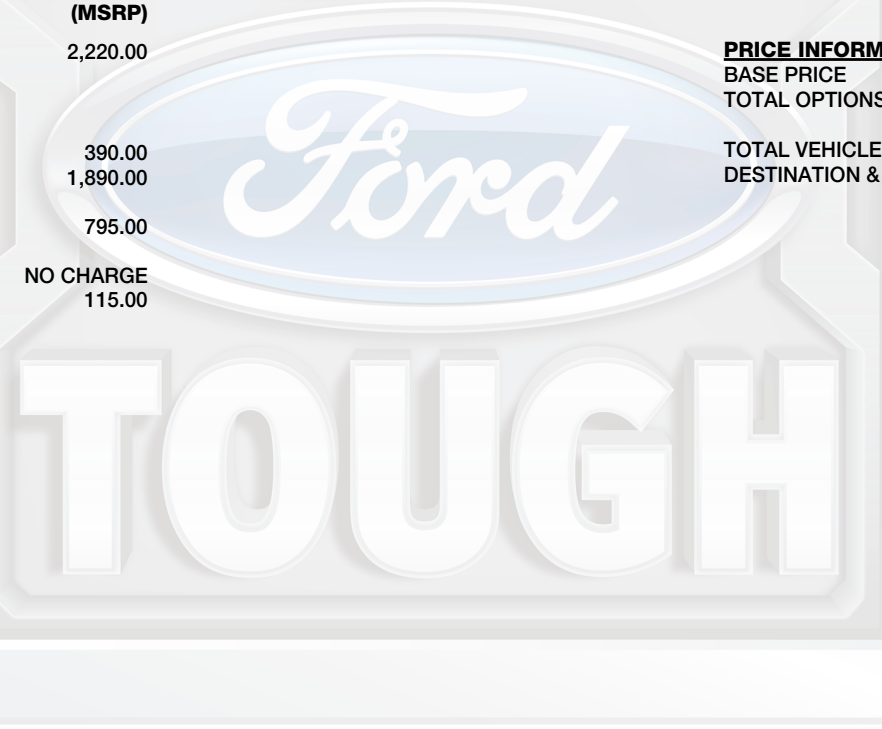 (MSRP)
2,220.00
390.00
1,890.00
795.00
NO CHARGE
115.00
PRICE INFORM
BASE PRICE
TOTAL OPTIONS
TOTAL VEHICLE
DESTINATION &
Ford
TOUGH